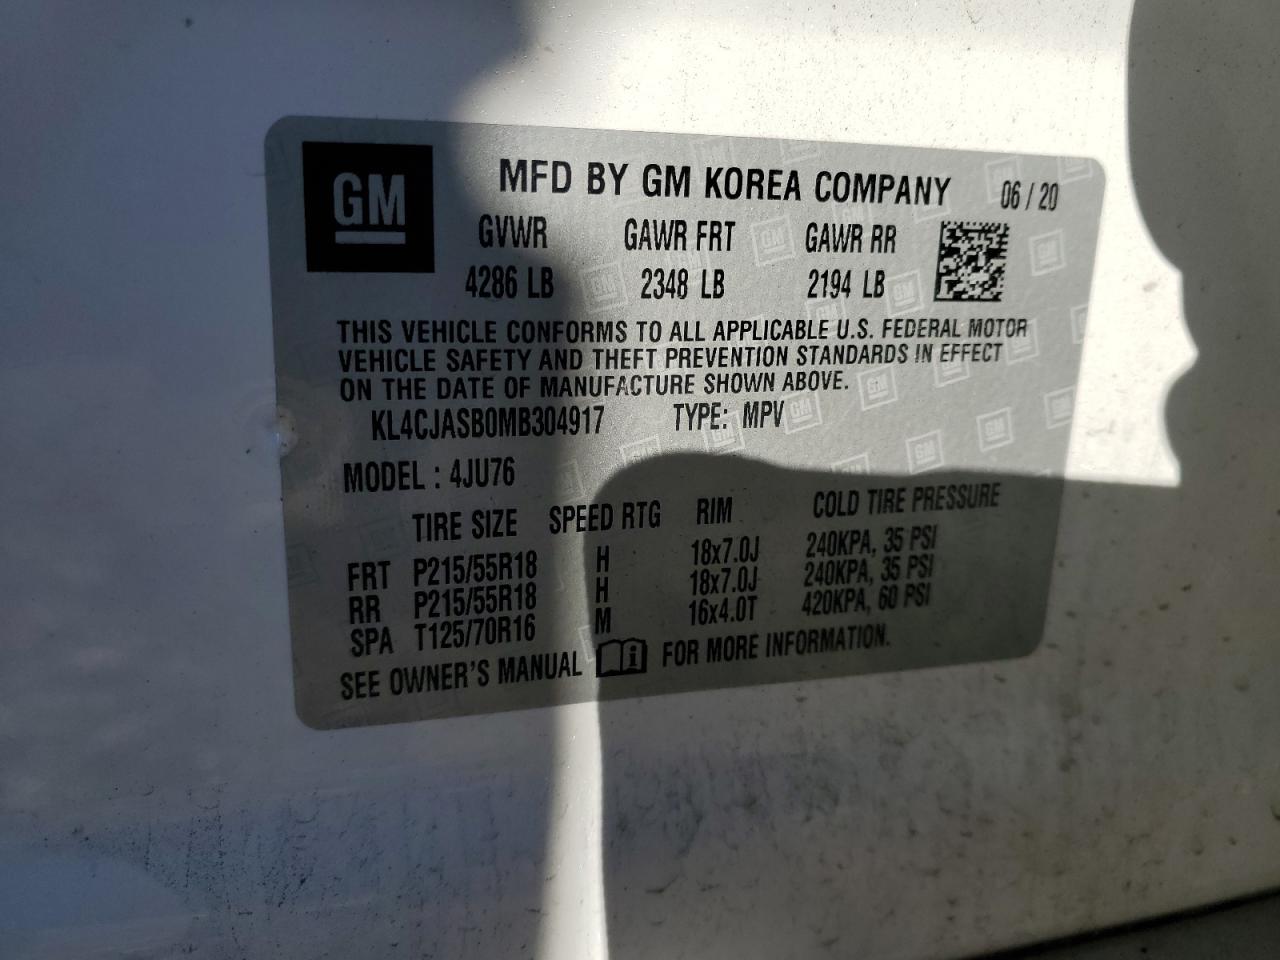 GM
MFD BY GM KOREA COMPANY 06 / 20
GVWR GAWR FRT GAWR RR
4286 LB 2348 LB 2194 LB
THIS VEHICLE CONFORMS TO ALL APPLICABLE U.S. FEDERAL MOTOR
VEHICLE SAFETY AND THEFT PREVENTION STANDARDS IN EFFECT
ON THE DATE OF MANUFACTURE SHOWN ABOVE.
KL4CJASB0MB304917 TYPE: MPV
MODEL : 4JU76
TIRE SIZE SPEED RTG RIM COLD TIRE PRESSURE
FRT P215/55R18 H 18x7.0J 240KPA, 35 PSI
RR P215/55R18 H 18x7.0J 240KPA, 35 PSI
SPA T125/70R16 M 16x4.0T 420KPA, 60 PSI
SEE OWNER'S MANUAL i FOR MORE INFORMATION.